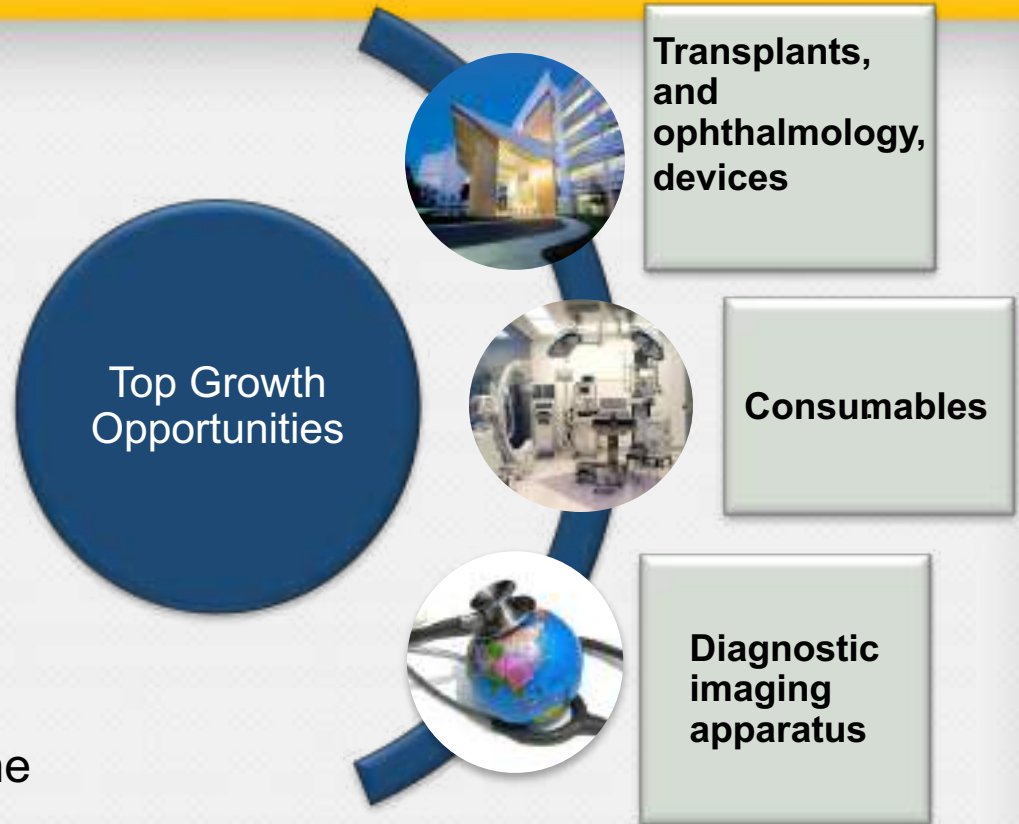 Top Growth
Opportunities
Transplants,
and
ophthalmology,
devices
Consumables
Diagnostic
imaging
apparatus